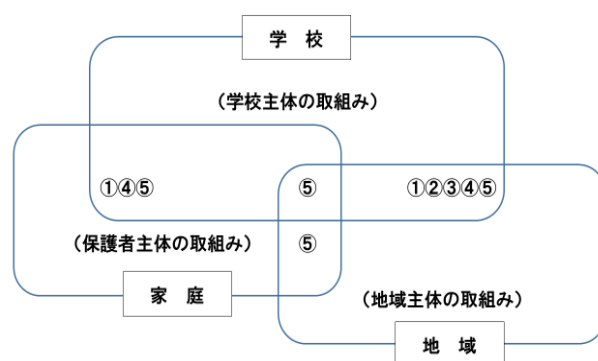 学 校
(学校主体の取組み)
①④⑤ ⑤ ①②③④⑤
(保護者主体の取組み) ⑤
家 庭
(地域主体の取組み)
地 域